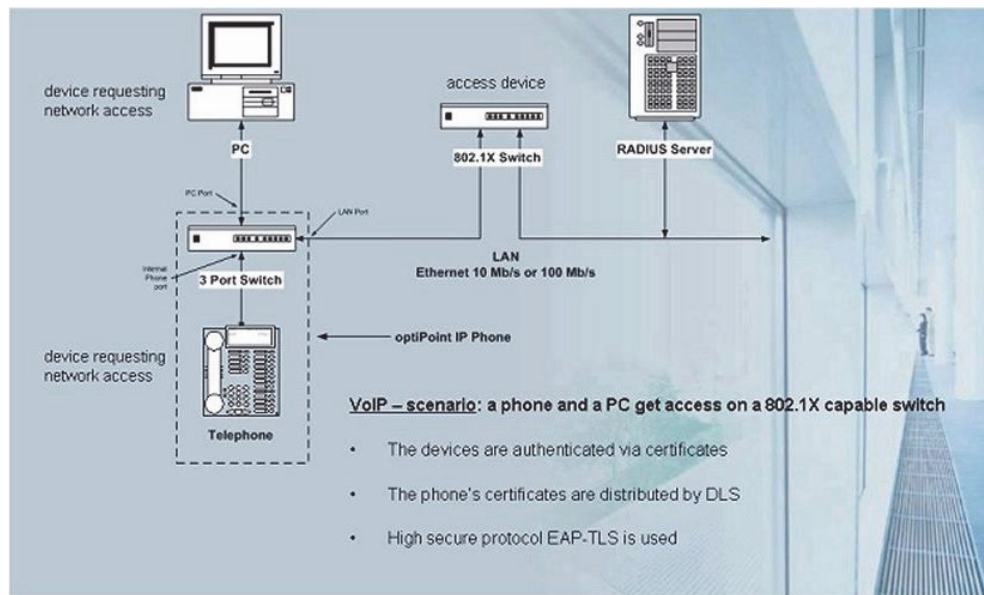 device requesting
network access
PC
access device
802.1X Switch
RADIUS Server
PC Port
LAN Port
Internal
Phone
port
3 Port Switch
LAN
Ethernet 10 Mb/s or 100 Mb/s
optiPoint IP Phone
device requesting
network access
Telephone
VoIP – scenario: a phone and a PC get access on a 802.1X capable switch
• The devices are authenticated via certificates
• The phone's certificates are distributed by DLS
• High secure protocol EAP-TLS is used